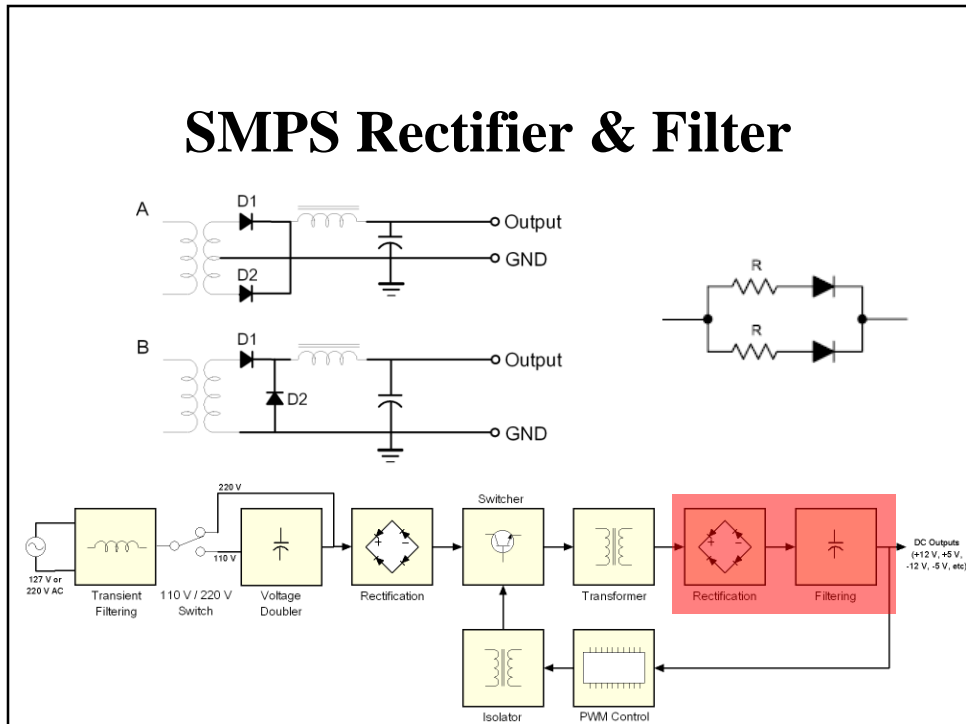 SMPS Rectifier & Filter
A
D1
Output
GND
D2
B
D1
Output
D2
GND
R
R
220 V
110 V
Switcher
127 V or
220 V AC
Transient
Filtering
110 V / 220 V
Switch
Voltage
Doubler
Rectification
Transformer
Rectification
Filtering
DC Outputs
(+12 V, +5 V,
-12 V, -5 V, etc)
Isolator
PWM Control